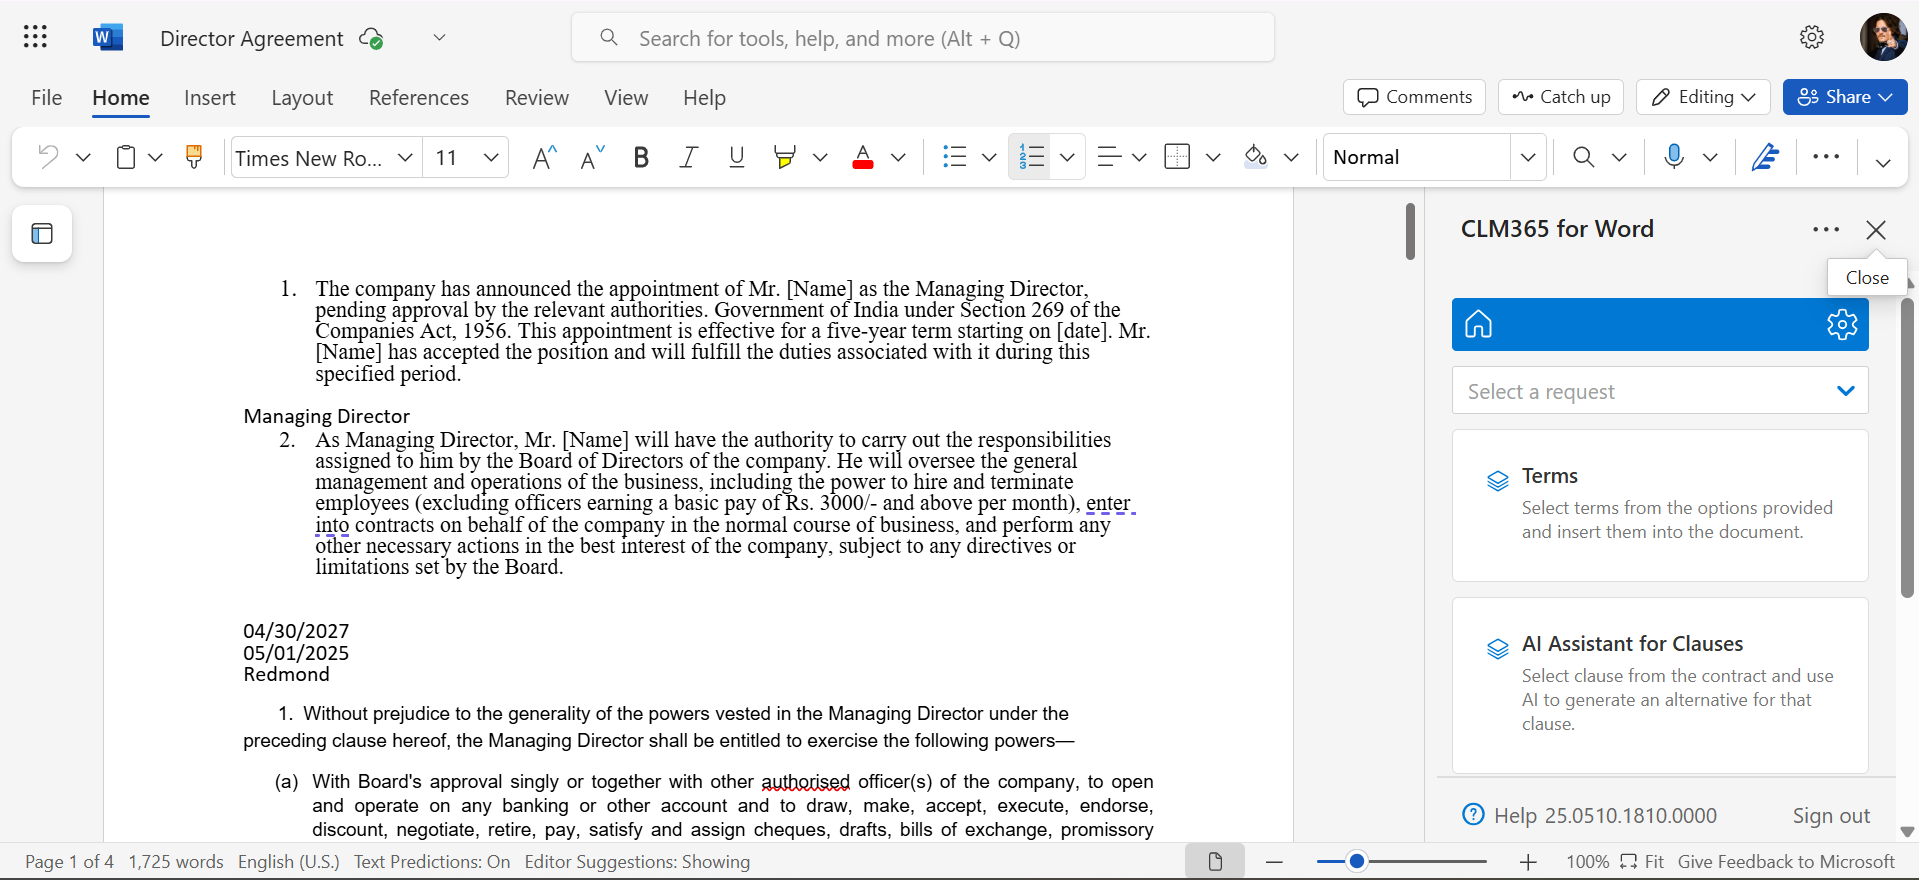 Director Agreement
Search for tools, help, and more (Alt + Q)
File Home Insert Layout References Review View Help
Comments Catch up Editing Share
Times New Ro... 11 B I U A Normal
CLM365 for Word
Close
Select a request
Terms
Select terms from the options provided
and insert them into the document.
AI Assistant for Clauses
Select clause from the contract and use
AI to generate an alternative for that
clause.
Help 25.0510.1810.0000 Sign out
1. The company has announced the appointment of Mr. [Name] as the Managing Director,
pending approval by the relevant authorities. Government of India under Section 269 of the
Companies Act, 1956. This appointment is effective for a five-year term starting on [date]. Mr.
[Name] has accepted the position and will fulfill the duties associated with it during this
specified period.
Managing Director
2. As Managing Director, Mr. [Name] will have the authority to carry out the responsibilities
assigned to him by the Board of Directors of the company. He will oversee the general
management and operations of the business, including the power to hire and terminate
employees (excluding officers earning a basic pay of Rs. 3000/- and above per month), enter
into contracts on behalf of the company in the normal course of business, and perform any
other necessary actions in the best interest of the company, subject to any directives or
limitations set by the Board.
04/30/2027
05/01/2025
Redmond
1. Without prejudice to the generality of the powers vested in the Managing Director under the
preceding clause hereof, the Managing Director shall be entitled to exercise the following powers—
(a) With Board's approval singly or together with other authorised officer(s) of the company, to open
and operate on any banking or other account and to draw, make, accept, execute, endorse,
discount, negotiate, retire, pay, satisfy and assign cheques, drafts, bills of exchange, promissory
Page 1 of 4 1,725 words English (U.S.) Text Predictions: On Editor Suggestions: Showing
100% Fit Give Feedback to Microsoft